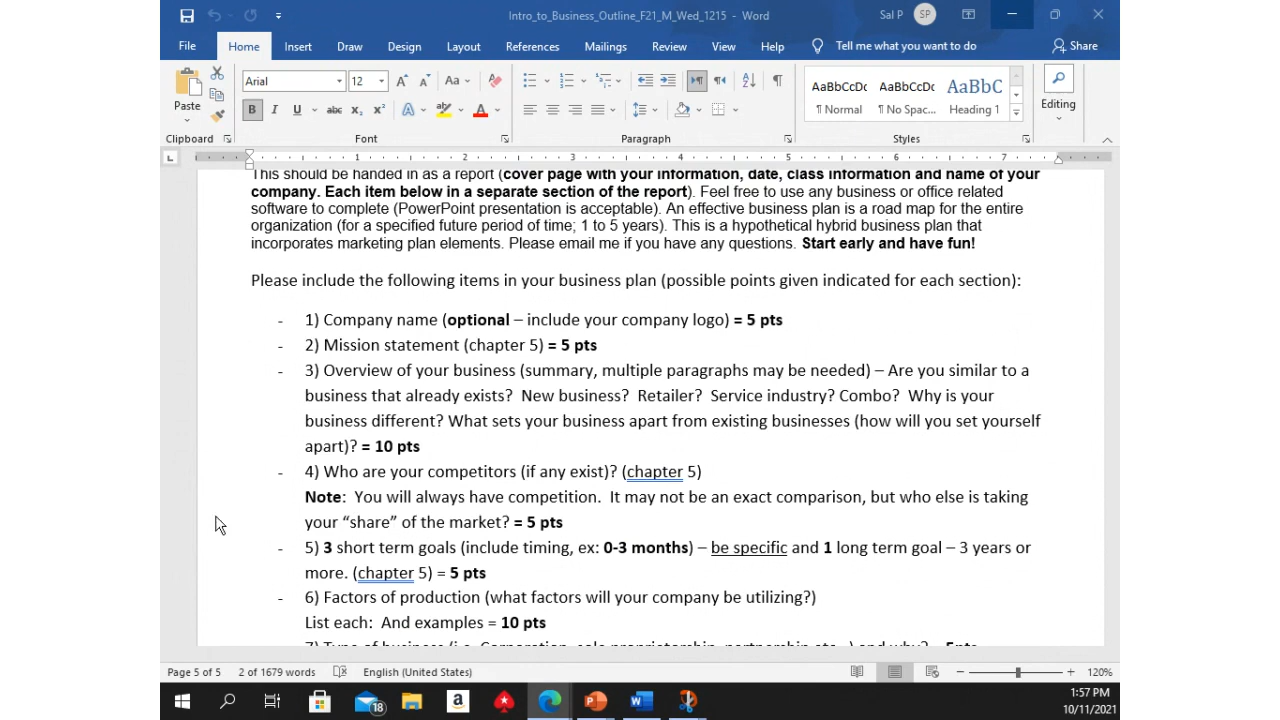 Intro_to_Business_Outline_F21_M_Wed_1215 - Word
Sal P
SP
File
Home
Insert
Draw
Design
Layout
References
Mailings
Review
View
Help
Tell me what you want to do
Share
Paste
Clipboard
Arial
12
Font
Paragraph
AaBbCcDc
¶ Normal
AaBbCcDc
¶ No Spac...
AaBbC
Heading 1
Styles
Editing
1 2 3 4 5 6 7
This should be handed in as a report (cover page with your information, date, class information and name of your
company. Each item below in a separate section of the report). Feel free to use any business or office related
software to complete (PowerPoint presentation is acceptable). An effective business plan is a road map for the entire
organization (for a specified future period of time; 1 to 5 years). This is a hypothetical hybrid business plan that
incorporates marketing plan elements. Please email me if you have any questions. Start early and have fun!
Please include the following items in your business plan (possible points given indicated for each section):
- 1) Company name (optional – include your company logo) = 5 pts
- 2) Mission statement (chapter 5) = 5 pts
- 3) Overview of your business (summary, multiple paragraphs may be needed) – Are you similar to a
business that already exists? New business? Retailer? Service industry? Combo? Why is your
business different? What sets your business apart from existing businesses (how will you set yourself
apart)? = 10 pts
- 4) Who are your competitors (if any exist)? (chapter 5)
Note: You will always have competition. It may not be an exact comparison, but who else is taking
your “share” of the market? = 5 pts
- 5) 3 short term goals (include timing, ex: 0-3 months) – be specific and 1 long term goal – 3 years or
more. (chapter 5) = 5 pts
- 6) Factors of production (what factors will your company be utilizing?)
List each: And examples = 10 pts
Page 5 of 5
2 of 1679 words
English (United States)
120%
18
1:57 PM
10/11/2021